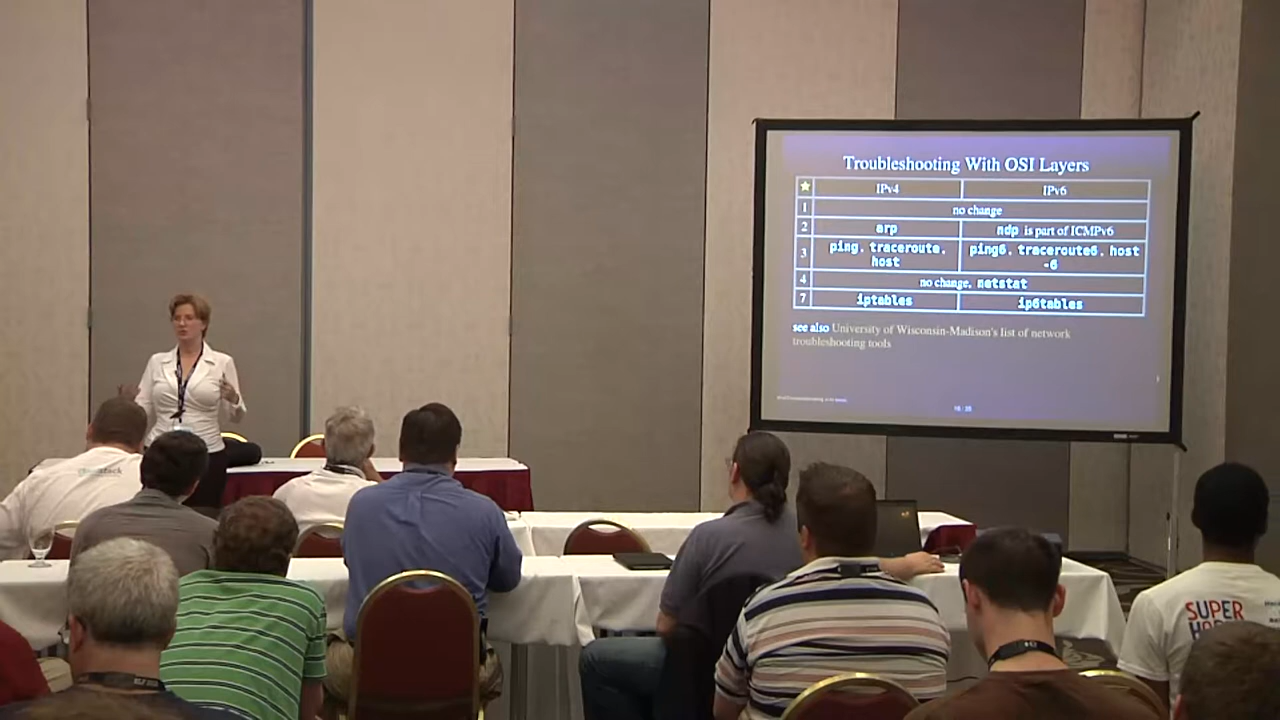 Troubleshooting With OSI Layers
IPv4 IPv6
1 no change
2 arp ndp is part of ICMPv6
3 ping, traceroute, host ping6, traceroute6, host -6
4 no change, netstat
7 iptables ip6tables
see also University of Wisconsin-Madison's list of network
troubleshooting tools
SUPER